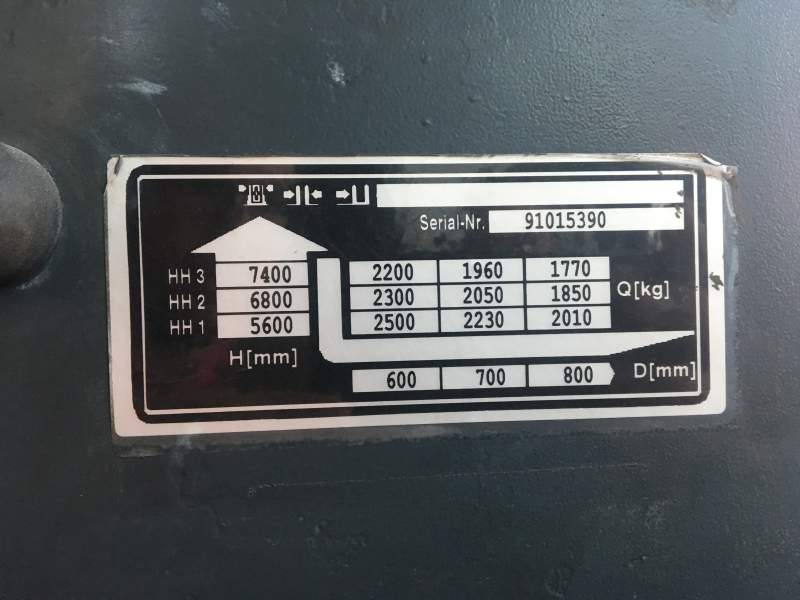 Serial-Nr. 91015390
HH 3 7400 2200 1960 1770
HH 2 6800 2300 2050 1850 Q[kg]
HH 1 5600 2500 2230 2010
H[mm]
600 700 800 D[mm]